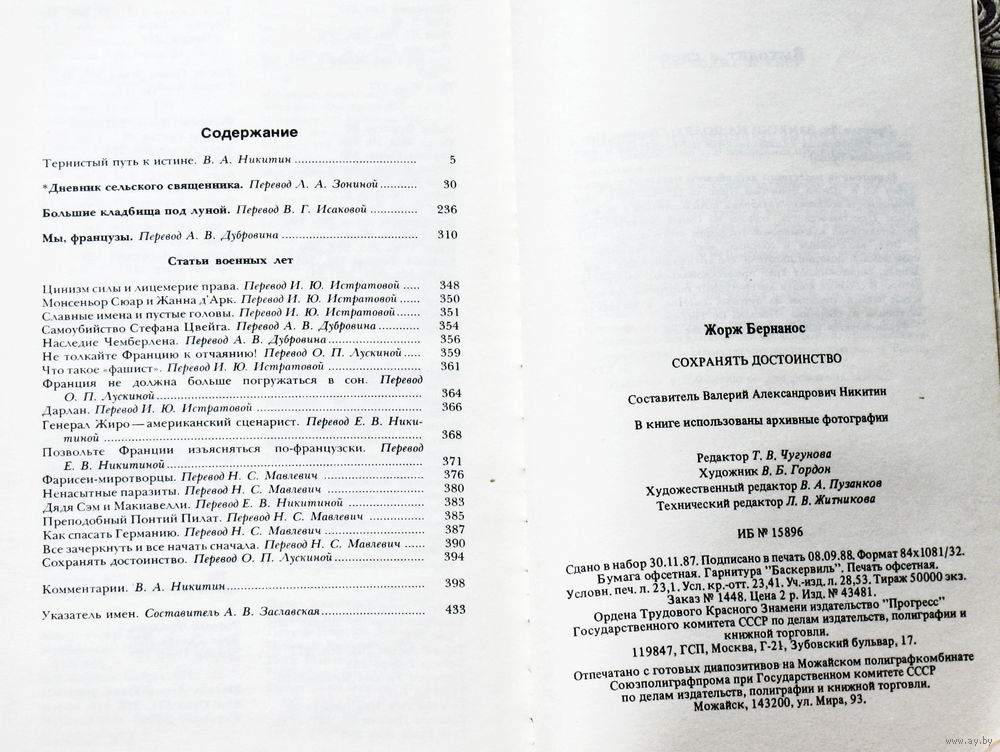 Содержание
Тернистый путь к истине. В. А. Никитин .......... 5
*Дневник сельского священника. Перевод Л. А. Зониной .......... 30
Большие кладбища под луной. Перевод В. Г. Исаковой .......... 236
Мы, французы. Перевод А. В. Дубровина .......... 310
Статьи военных лет
Цинизм силы и лицемерие права. Перевод И. Ю. Истратовой ..... 348
Монсеньор Сюар и Жанна д'Арк. Перевод И. Ю. Истратовой ..... 350
Славные имена и пустые головы. Перевод И. Ю. Истратовой....... 351
Самоубийство Стефана Цвейга. Перевод А. В. Дубровина .......... 354
Наследие Чемберлена. Перевод А. В. Дубровина .......... 356
Не толкайте Францию к отчаянию! Перевод О. П. Лускиной ..... 359
Что такое «фашист». Перевод И. Ю. Истратовой .......... 361
Франция не должна больше погружаться в сон. Перевод
О. П. Лускиной .......... 364
Дарлан. Перевод И. Ю. Истратовой .......... 366
Генерал Жиро — американский сценарист. Перевод Е. В. Ники-
тиной .......... 368
Позвольте Франции изъясняться по-французски. Перевод
Е. В. Никитиной .......... 371
Фарисеи-миротворцы. Перевод Н. С. Мавлевич .......... 376
Ненасытные паразиты. Перевод Н. С. Мавлевич .......... 380
Дядя Сэм и Макиавелли. Перевод Е. В. Никитиной .......... 383
Преподобный Понтий Пилат. Перевод Н. С. Мавлевич .......... 385
Как спасать Германию. Перевод Н. С. Мавлевич .......... 387
Все зачеркнуть и все начать сначала. Перевод Н. С. Мавлевич ..... 390
Сохранять достоинство. Перевод О. П. Лускиной .......... 394
Комментарии. В. А. Никитин .......... 398
Указатель имен. Составитель А. В. Заславская .......... 433
Жорж Бернанос
СОХРАНЯТЬ ДОСТОИНСТВО
Составитель Валерий Александрович Никитин
В книге использованы архивные фотографии
Редактор Т. В. Чугунова
Художник В. Б. Гордон
Художественный редактор В. А. Пузанков
Технический редактор Л. В. Житникова
ИБ № 15896
Сдано в набор 30.11.87. Подписано в печать 08.09.88. Формат 84х1081/32.
Бумага офсетная. Гарнитура "Баскервиль". Печать офсетная.
Условн. печ. л. 23,1. Усл. кр.-отт. 23,41. Уч.-изд. л. 28,53. Тираж 50000 экз.
Заказ № 1448. Цена 2 р. Изд. № 43481.
Ордена Трудового Красного Знамени издательство "Прогресс"
Государственного комитета СССР по делам издательств, полиграфии и
книжной торговли.
119847, ГСП, Москва, Г-21, Зубовский бульвар, 17.
Отпечатано с готовых диапозитивов на Можайском полиграфкомбинате
Союзполиграфпрома при Государственном комитете СССР
по делам издательств, полиграфии и книжной торговли.
Можайск, 143200, ул. Мира, 93.
www.ay.by